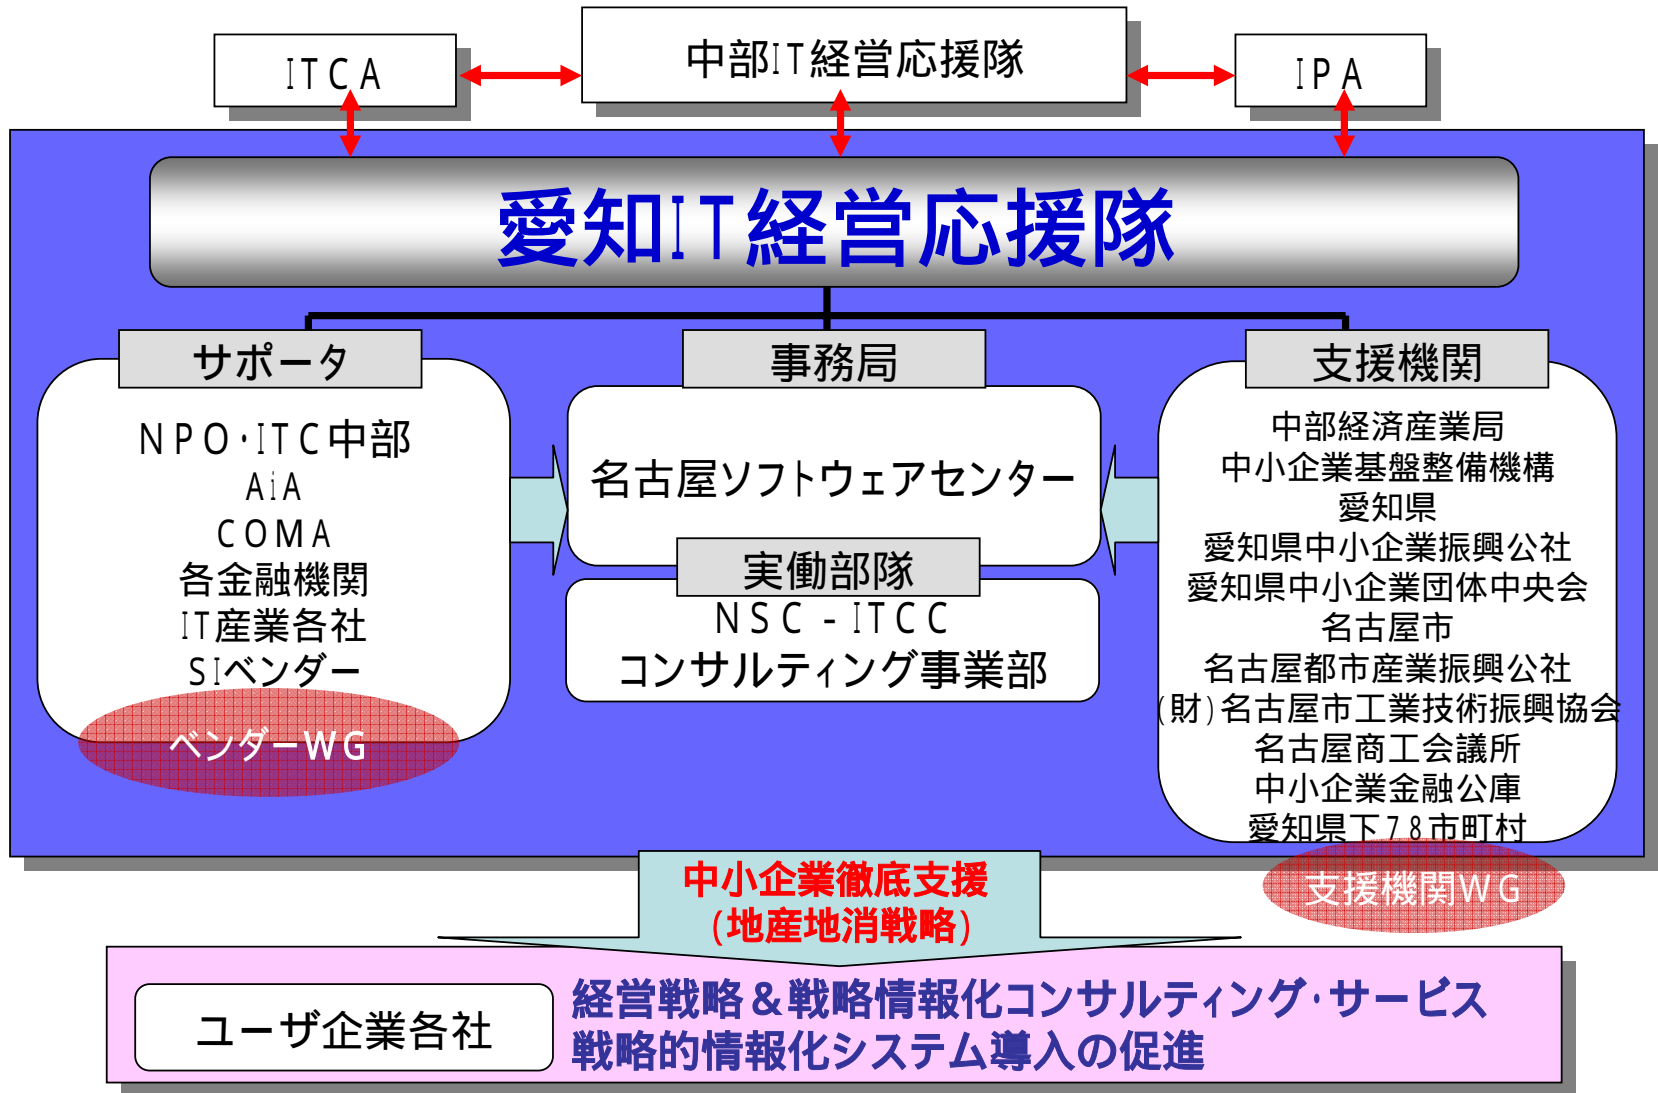 ITCA
中部IT経営応援隊
IPA
愛知IT経営応援隊
サポータ
NPO・ITC中部
AiA
COMA
各金融機関
IT産業各社
SIベンダー
ベンダーWG
事務局
名古屋ソフトウェアセンター
実働部隊
NSC-ITCC
コンサルティング事業部
支援機関
中部経済産業局
中小企業基盤整備機構
愛知県
愛知県中小企業振興公社
愛知県中小企業団体中央会
名古屋市
名古屋都市産業振興公社
(財)名古屋市工業技術振興協会
名古屋商工会議所
中小企業金融公庫
愛知県下78市町村
支援機関WG
中小企業徹底支援
(地産地消戦略)
ユーザ企業各社
経営戦略&戦略情報化コンサルティング・サービス
戦略的情報化システム導入の促進